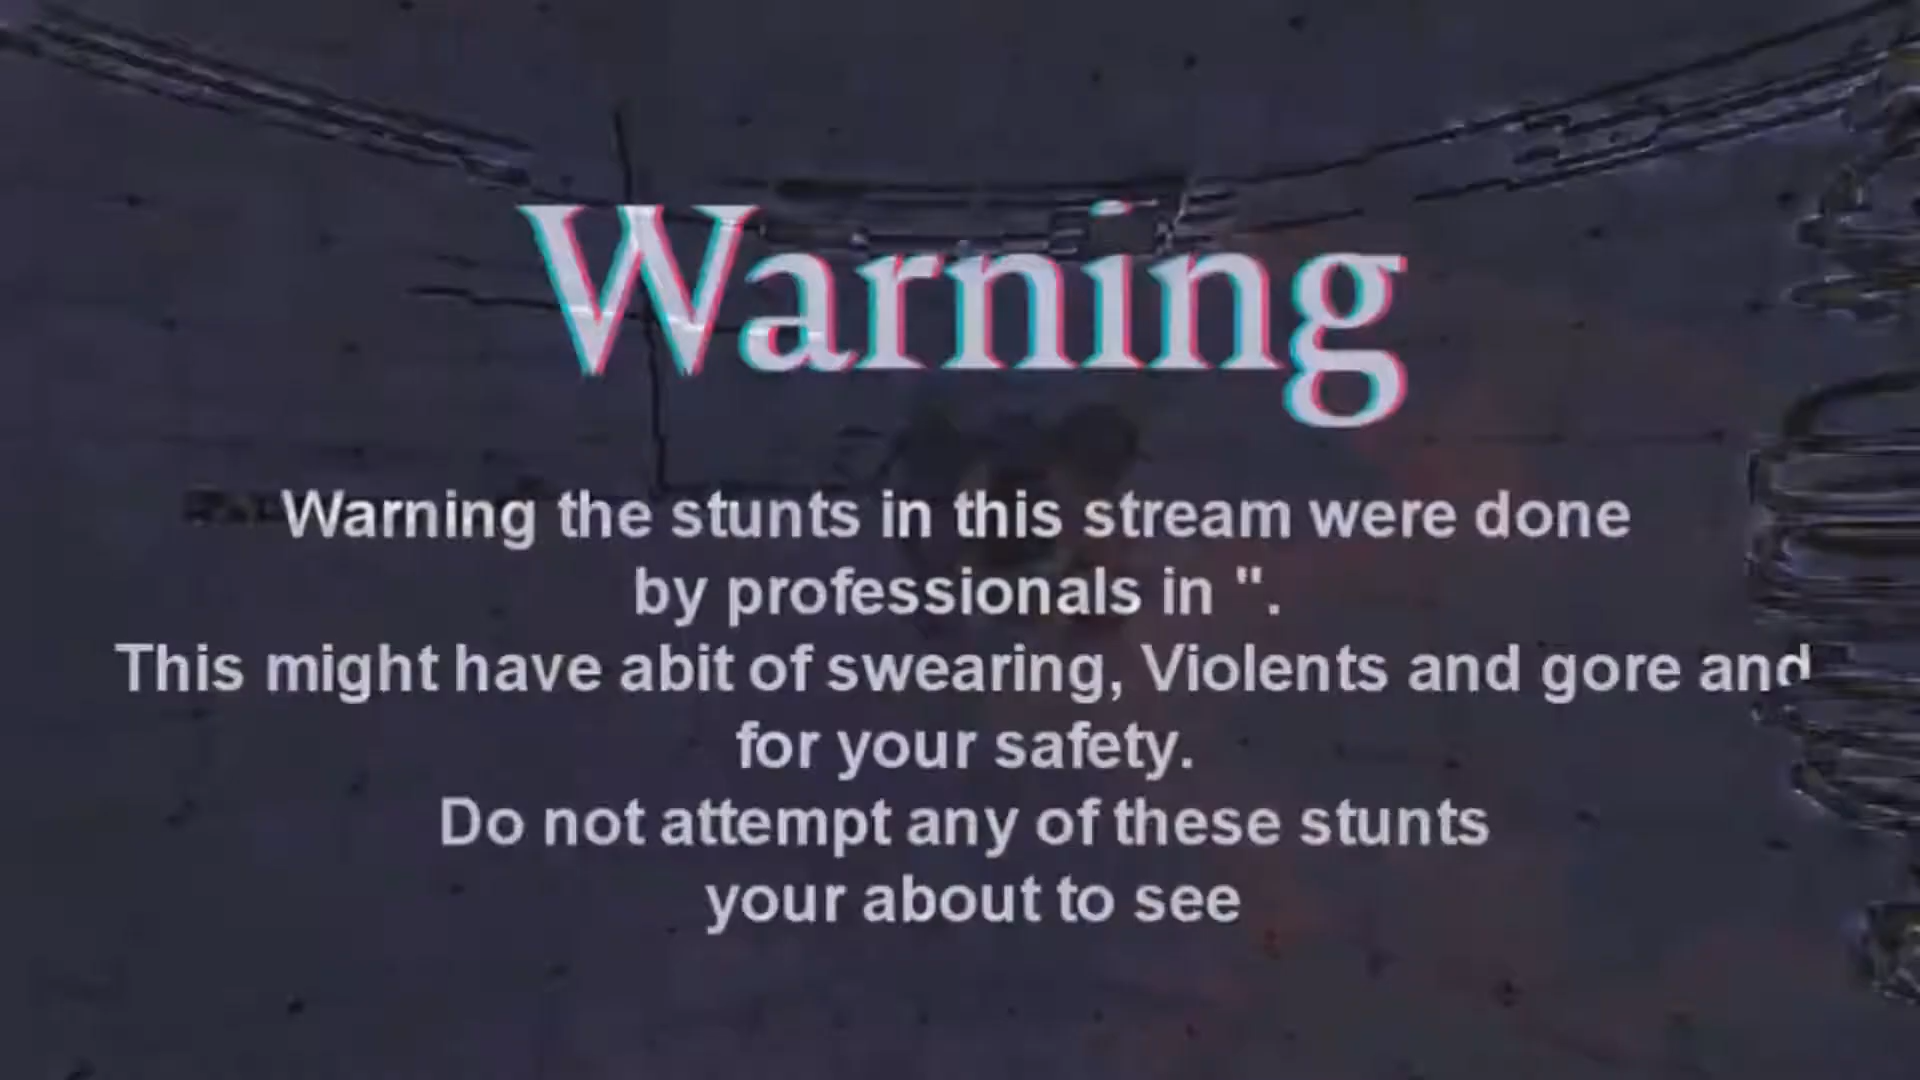 Warning
Warning the stunts in this stream were done
by professionals in ".
This might have abit of swearing, Violents and gore and
for your safety.
Do not attempt any of these stunts
your about to see